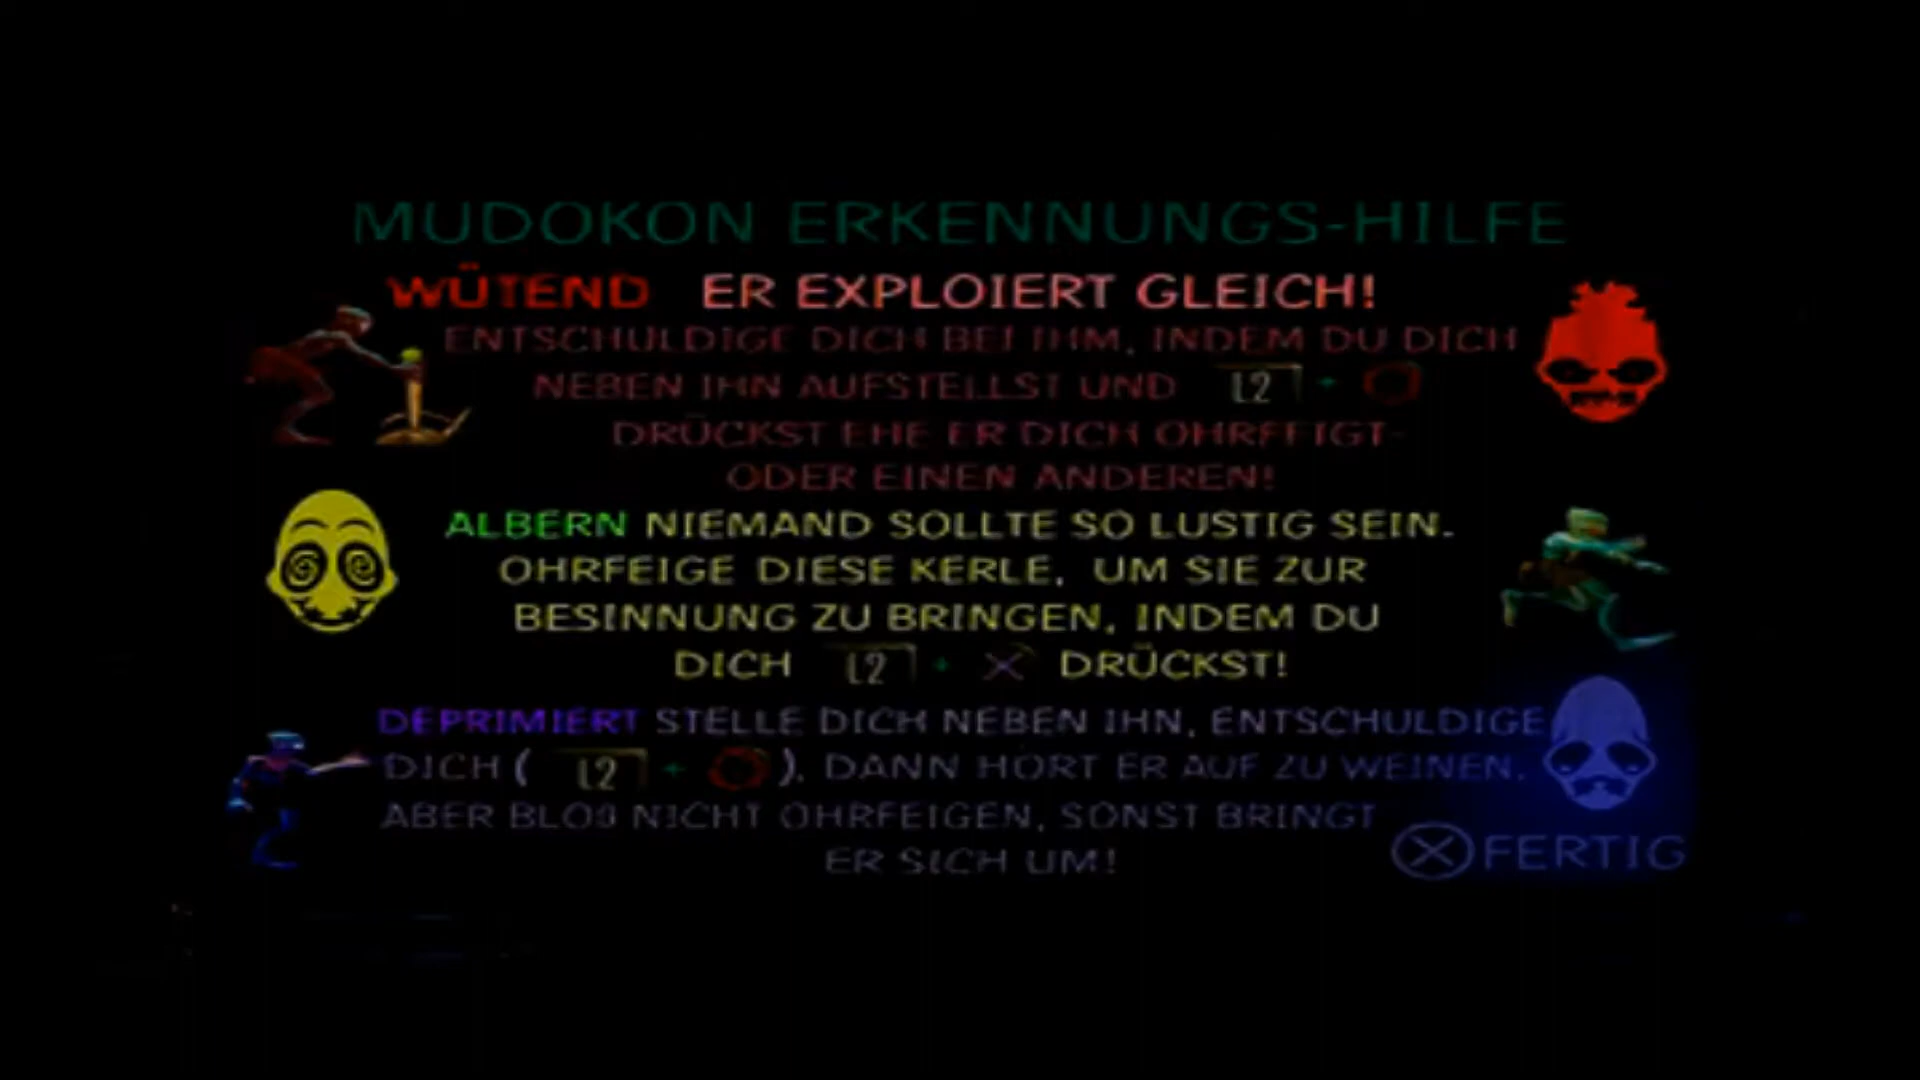 MUDOKON ERKENNUNGS-HILFE
WÜTEND ER EXPLOIERT GLEICH!
ENTSCHULDIGE DICH BEI IHM, INDEM DU DICH
NEBEN IHN AUFSTELLST UND L2 + O
DRÜCKST EHE ER DICH OHRFEIGT-
ODER EINEN ANDEREN!
ALBERN NIEMAND SOLLTE SO LUSTIG SEIN.
OHRFEIGE DIESE KERLE, UM SIE ZUR
BESINNUNG ZU BRINGEN, INDEM DU
DICH L2 + X DRÜCKST!
DEPRIMIERT STELLE DICH NEBEN IHN, ENTSCHULDIGE
DICH ( L2 + O ), DANN HÖRT ER AUF ZU WEINEN.
ABER BLOß NICHT OHRFEIGEN, SONST BRINGT
ER SICH UM!
X FERTIG